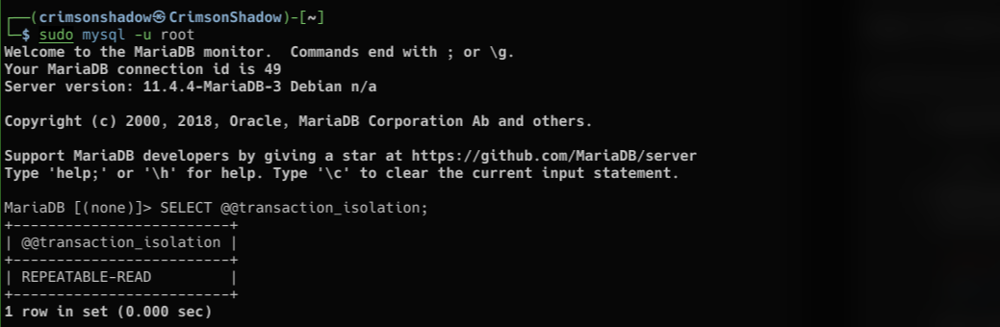 ┌──(crimsonshadow㉿CrimsonShadow)-[~]
└─$ sudo mysql -u root
Welcome to the MariaDB monitor.  Commands end with ; or \g.
Your MariaDB connection id is 49
Server version: 11.4.4-MariaDB-3 Debian n/a

Copyright (c) 2000, 2018, Oracle, MariaDB Corporation Ab and others.

Support MariaDB developers by giving a star at https://github.com/MariaDB/server
Type 'help;' or '\h' for help. Type '\c' to clear the current input statement.

MariaDB [(none)]> SELECT @@transaction_isolation;
+-------------------------+
| @@transaction_isolation |
+-------------------------+
| REPEATABLE-READ         |
+-------------------------+
1 row in set (0.000 sec)